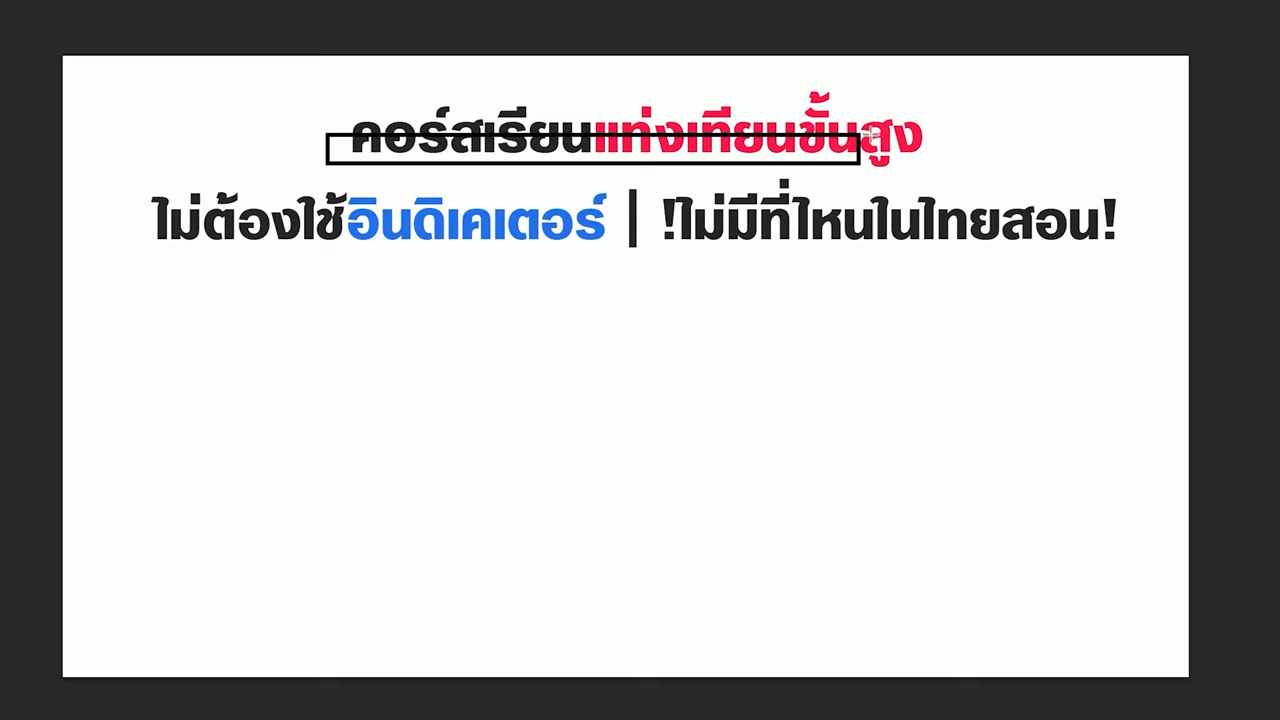 คอร์สเรียนแท่งเทียนขั้นสูง
ไม่ต้องใช้อินดิเคเตอร์ | !ไม่มีที่ไหนในไทยสอน!